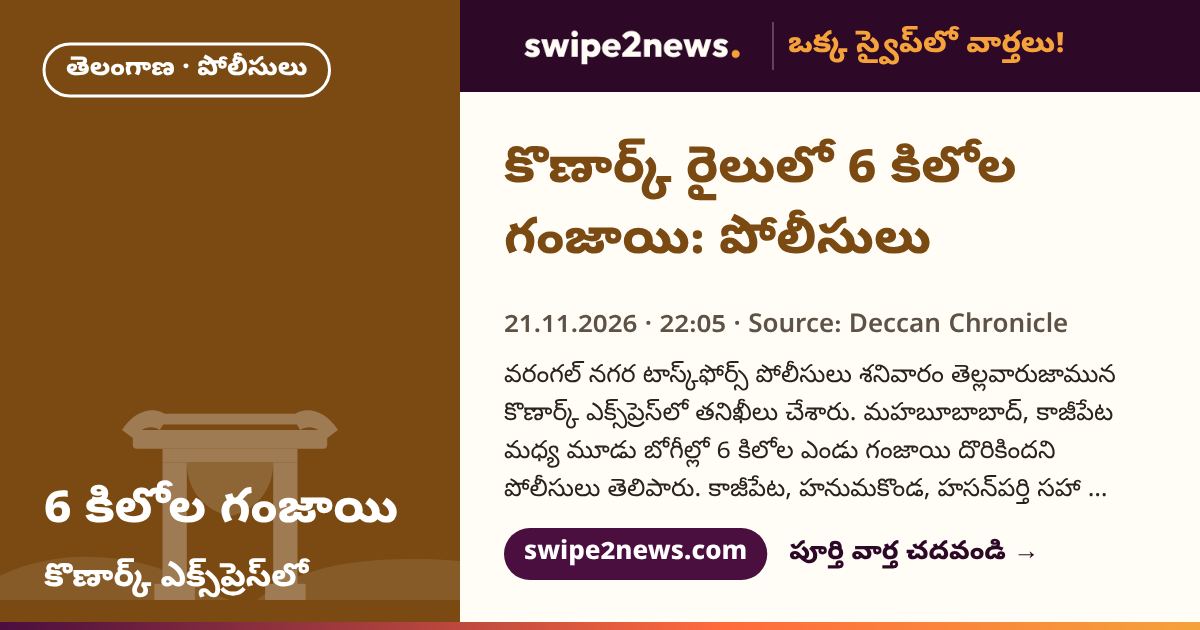 తెలంగాణ · పోలీసులు
6 కిలోల గంజాయి
కొణార్క్ ఎక్స్‌ప్రెస్‌లో
swipe2news.
ఒక్క స్వైప్‌లో వార్తలు!
కొణార్క్ రైలులో 6 కిలోల
గంజాయి: పోలీసులు
21.11.2026 · 22:05 · Source: Deccan Chronicle
వరంగల్ నగర టాస్క్‌ఫోర్స్ పోలీసులు శనివారం తెల్లవారుజామున
కొణార్క్ ఎక్స్‌ప్రెస్‌లో తనిఖీలు చేశారు. మహబూబాబాద్, కాజీపేట
మధ్య మూడు బోగీల్లో 6 కిలోల ఎండు గంజాయి దొరికిందని
పోలీసులు తెలిపారు. కాజీపేట, హనుమకొండ, హసన్‌పర్తి సహా ...
swipe2news.com
పూర్తి వార్త చదవండి →